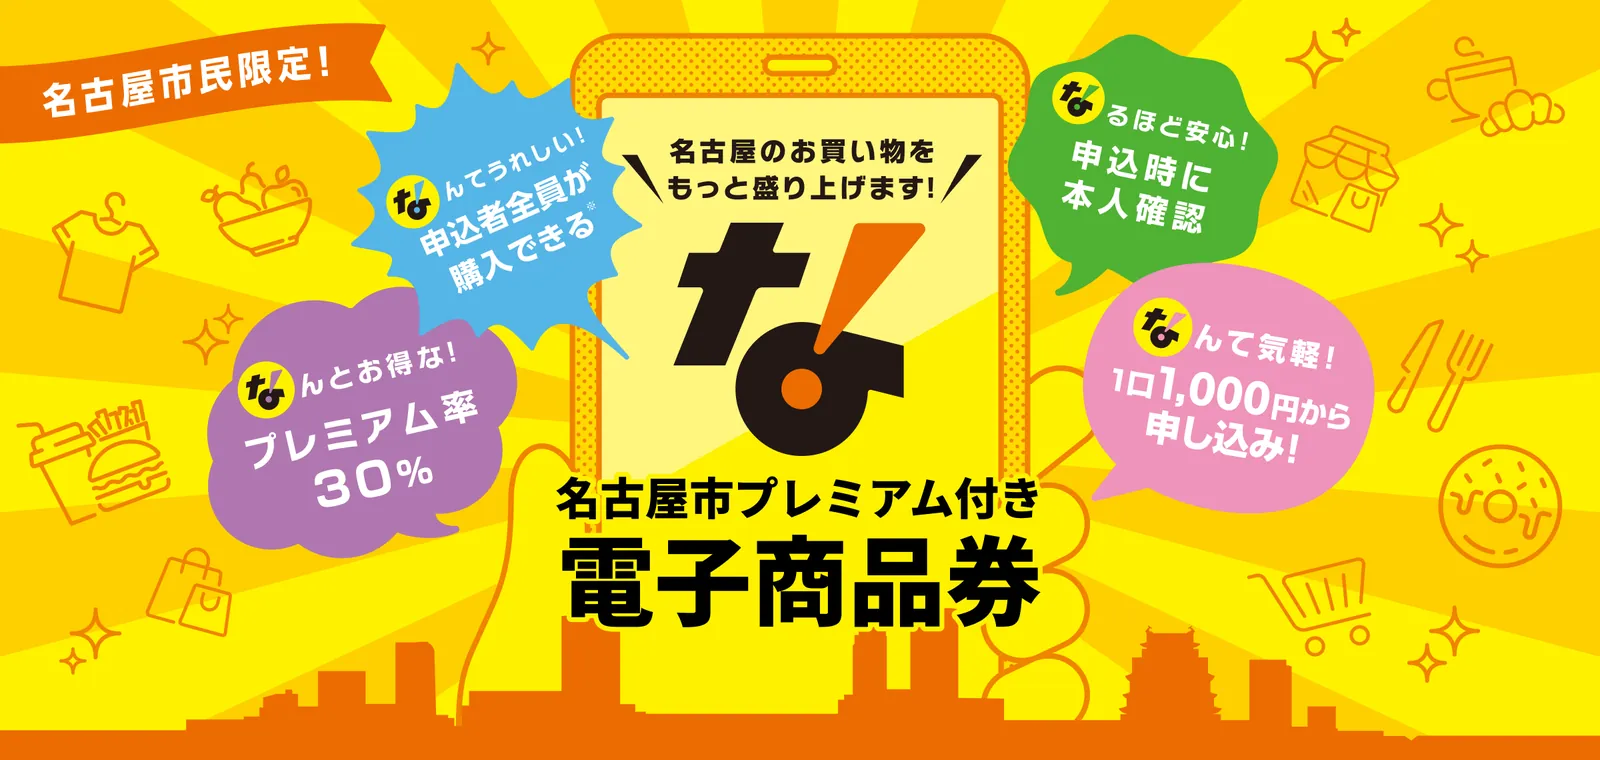 名古屋市民限定!
なんてうれしい!
申込者全員が
購入できる※
なんとお得な!
プレミアム率
30%
名古屋のお買い物を
もっと盛り上げます!
な
名古屋市プレミアム付き
電子商品券
なるほど安心!
申込時に
本人確認
なんて気軽!
1口1,000円から
申し込み!